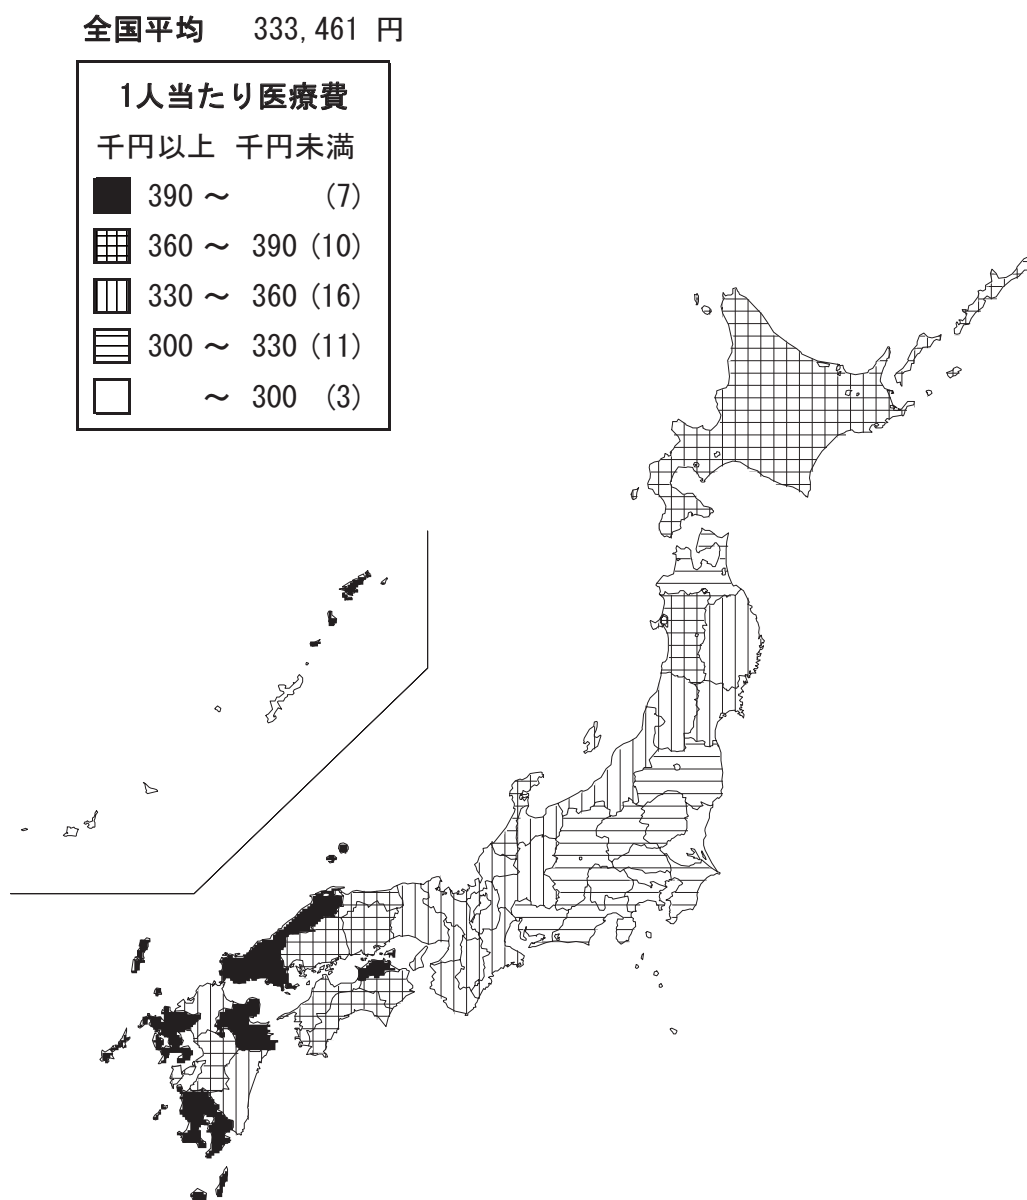 全国平均 333,461 円
1人当たり医療費
千円以上 千円未満
390 ～ (7)
360 ～ 390 (10)
330 ～ 360 (16)
300 ～ 330 (11)
～ 300 (3)